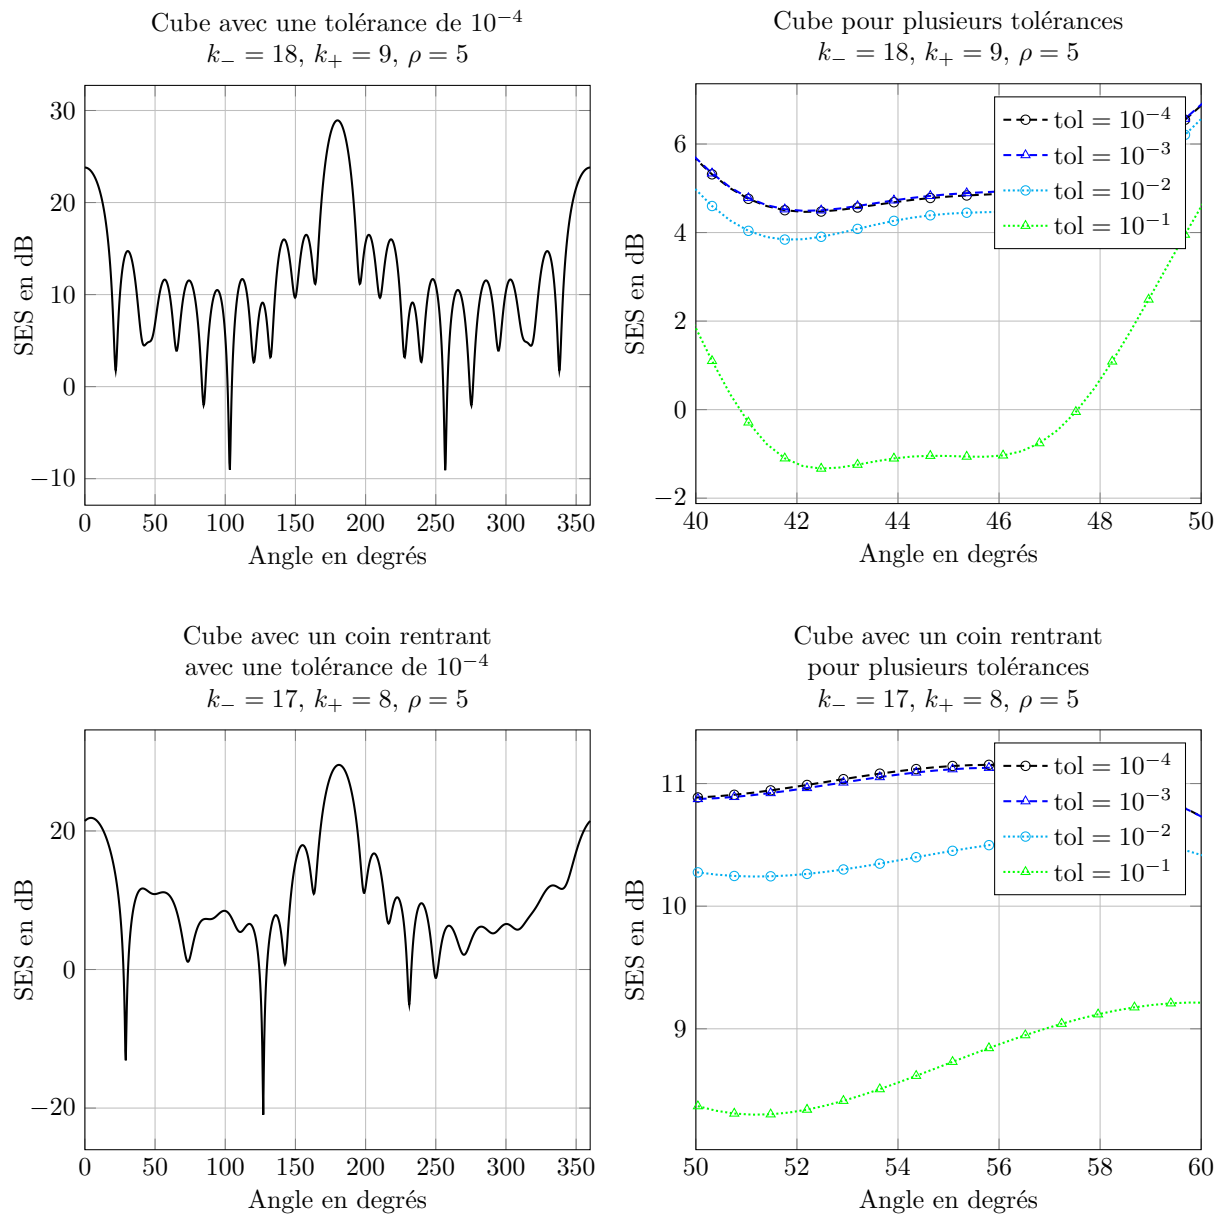 Cube avec une tolérance de 10⁻⁴
k₋ = 18, k₊ = 9, ρ = 5
30
20
10
0
−10
SES en dB
0 50 100 150 200 250 300 350
Angle en degrés
Cube pour plusieurs tolérances
k₋ = 18, k₊ = 9, ρ = 5
tol = 10⁻⁴
tol = 10⁻³
tol = 10⁻²
tol = 10⁻¹
6
4
2
0
−2
SES en dB
40 42 44 46 48 50
Angle en degrés
Cube avec un coin rentrant
avec une tolérance de 10⁻⁴
k₋ = 17, k₊ = 8, ρ = 5
20
0
−20
SES en dB
0 50 100 150 200 250 300 350
Angle en degrés
Cube avec un coin rentrant
pour plusieurs tolérances
k₋ = 17, k₊ = 8, ρ = 5
tol = 10⁻⁴
tol = 10⁻³
tol = 10⁻²
tol = 10⁻¹
11
10
9
SES en dB
50 52 54 56 58 60
Angle en degrés